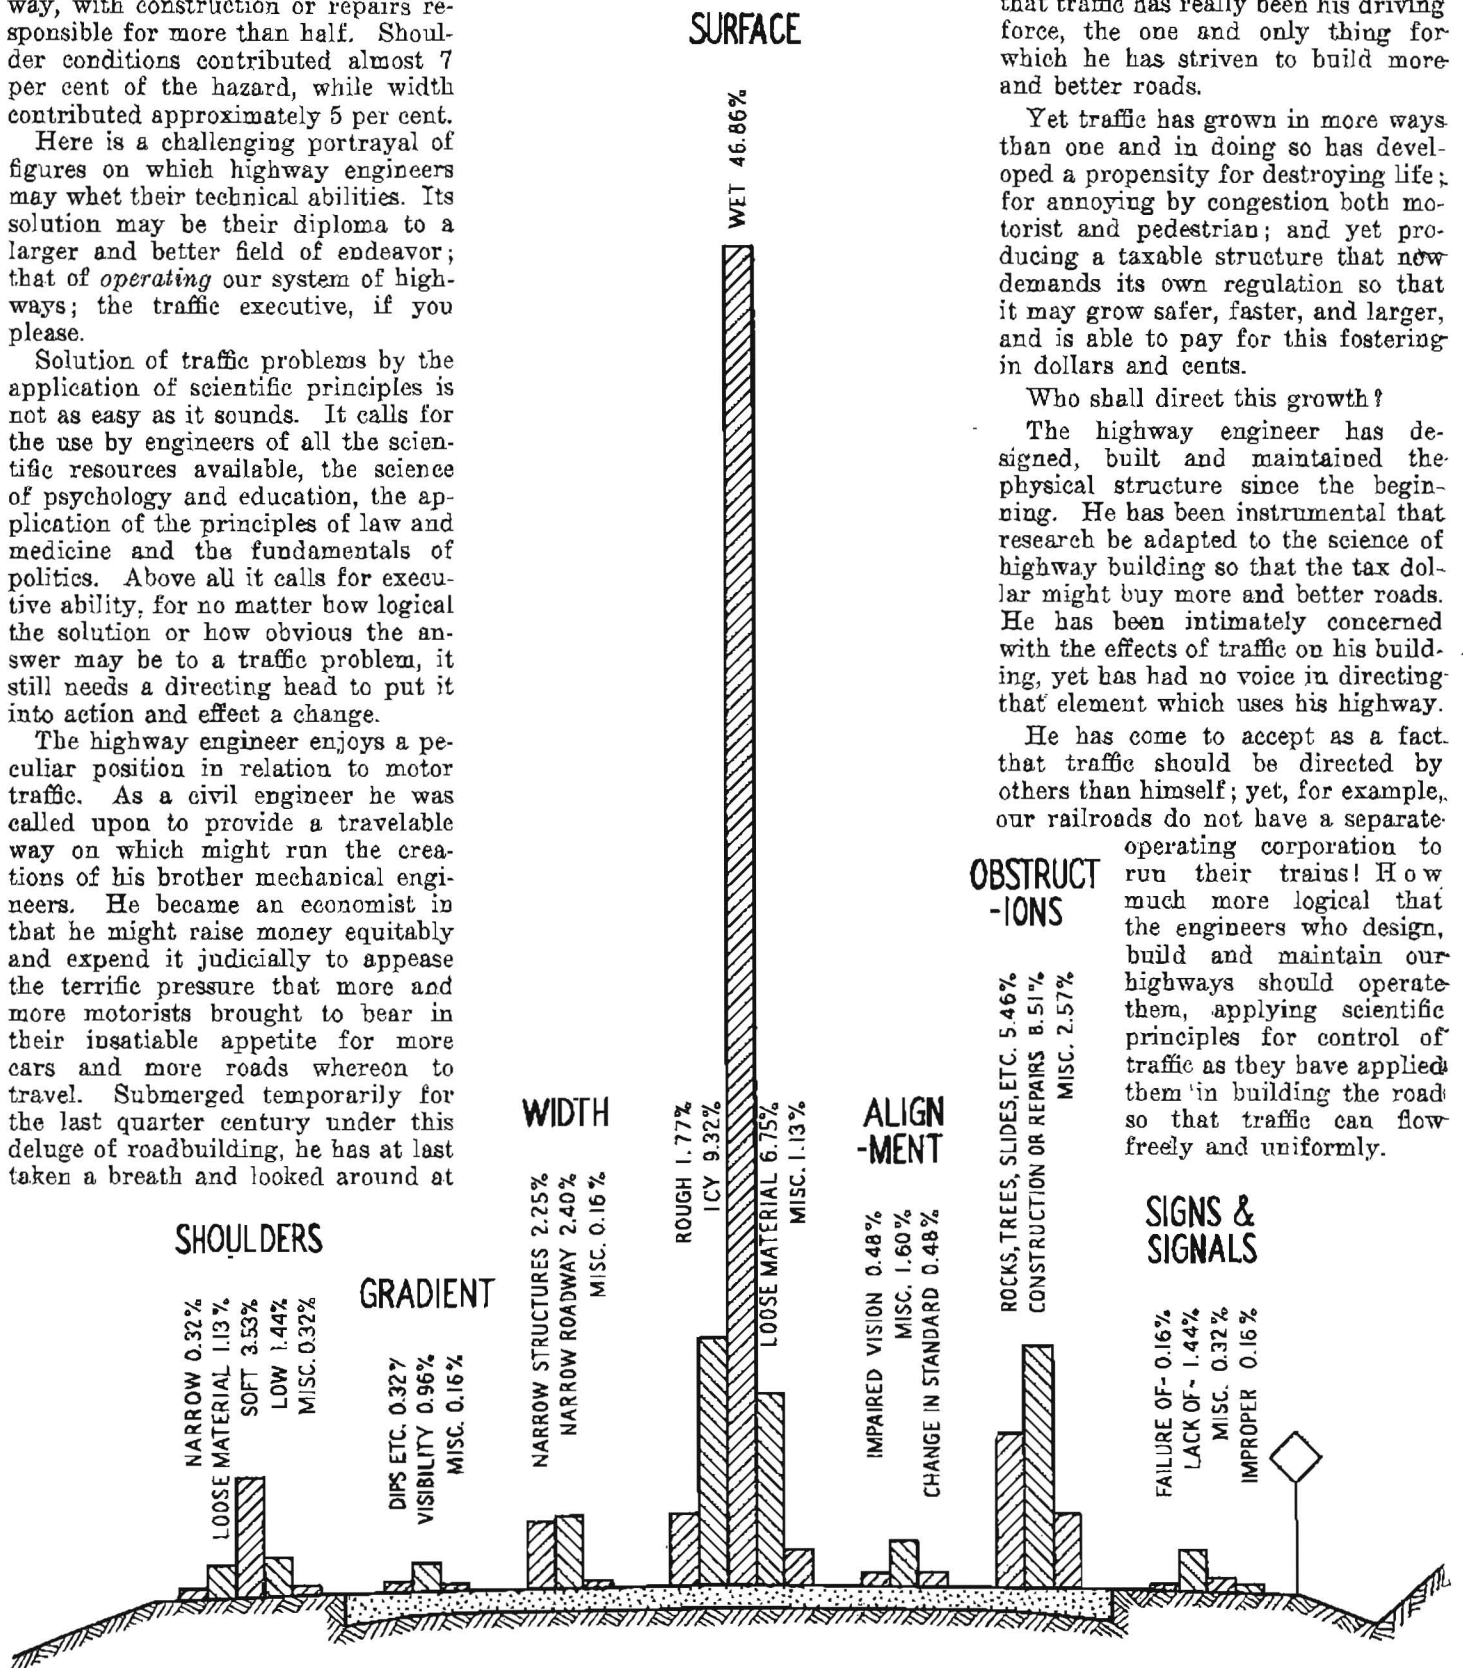 way, with construction or repairs re-
sponsible for more than half. Shoul-
der conditions contributed almost 7
per cent of the hazard, while width
contributed approximately 5 per cent.
Here is a challenging portrayal of
figures on which highway engineers
may whet their technical abilities. Its
solution may be their diploma to a
larger and better field of endeavor;
that of operating our system of high-
ways; the traffic executive, if you
please.
Solution of traffic problems by the
application of scientific principles is
not as easy as it sounds. It calls for
the use by engineers of all the scien-
tific resources available, the science
of psychology and education, the ap-
plication of the principles of law and
medicine and the fundamentals of
politics. Above all it calls for execu-
tive ability, for no matter how logical
the solution or how obvious the an-
swer may be to a traffic problem, it
still needs a directing head to put it
into action and effect a change.
The highway engineer enjoys a pe-
culiar position in relation to motor
traffic. As a civil engineer he was
called upon to provide a travelable
way on which might run the crea-
tions of his brother mechanical engi-
neers. He became an economist in
that he might raise money equitably
and expend it judicially to appease
the terrific pressure that more and
more motorists brought to bear in
their insatiable appetite for more
cars and more roads whereon to
travel. Submerged temporarily for
the last quarter century under this
deluge of roadbuilding, he has at last
taken a breath and looked around at
that traffic has really been his driving
force, the one and only thing for
which he has striven to build more
and better roads.
Yet traffic has grown in more ways
than one and in doing so has devel-
oped a propensity for destroying life;
for annoying by congestion both mo-
torist and pedestrian; and yet pro-
ducing a taxable structure that now
demands its own regulation so that
it may grow safer, faster, and larger,
and is able to pay for this fostering
in dollars and cents.
Who shall direct this growth?
The highway engineer has de-
signed, built and maintained the
physical structure since the begin-
ning. He has been instrumental that
research be adapted to the science of
highway building so that the tax dol-
lar might buy more and better roads.
He has been intimately concerned
with the effects of traffic on his build-
ing, yet has had no voice in directing
that element which uses his highway.
He has come to accept as a fact
that traffic should be directed by
others than himself; yet, for example,
our railroads do not have a separate
operating corporation to
run their trains! How
much more logical that
the engineers who design,
build and maintain our
highways should operate
them, applying scientific
principles for control of
traffic as they have applied
them in building the road
so that traffic can flow
freely and uniformly.
SHOULDERS
NARROW 0.32%
LOOSE MATERIAL 1.13%
SOFT 3.53%
LOW 1.44%
MISC. 0.32%
GRADIENT
DIPS ETC. 0.32%
VISIBILITY 0.96%
MISC. 0.16%
WIDTH
NARROW STRUCTURES 2.25%
NARROW ROADWAY 2.40%
MISC. 0.16%
SURFACE
ROUGH 1.77%
ICY 9.32%
WET 46.86%
LOOSE MATERIAL 6.75%
MISC. 1.13%
ALIGN
-MENT
IMPAIRED VISION 0.48%
MISC. 1.60%
CHANGE IN STANDARD 0.48%
OBSTRUCT
-IONS
ROCKS, TREES, SLIDES, ETC. 5.46%
CONSTRUCTION OR REPAIRS 8.51%
MISC. 2.57%
SIGNS &
SIGNALS
FAILURE OF- 0.16%
LACK OF~ 1.44%
MISC. 0.32%
IMPROPER 0.16%